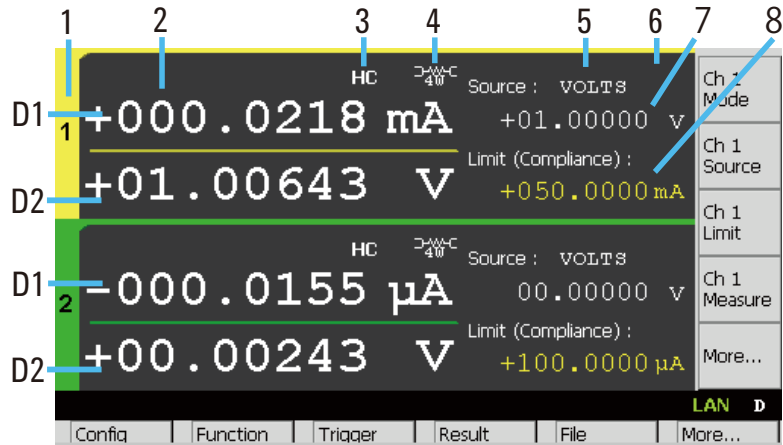 1 2 3 4 5 6 7 8
D1
D2
D1
D2
1
HC 4W
+000.0218 mA
+01.00643 V
Source : VOLTS
+01.00000 V
Limit (Compliance) :
+050.0000 mA
2
HC 4W
-000.0155 µA
+00.00243 V
Source : VOLTS
00.00000 V
Limit (Compliance) :
+100.0000 µA
Ch 1
Mode
Ch 1
Source
Ch 1
Limit
Ch 1
Measure
More...
LAN D
Config Function Trigger Result File More...